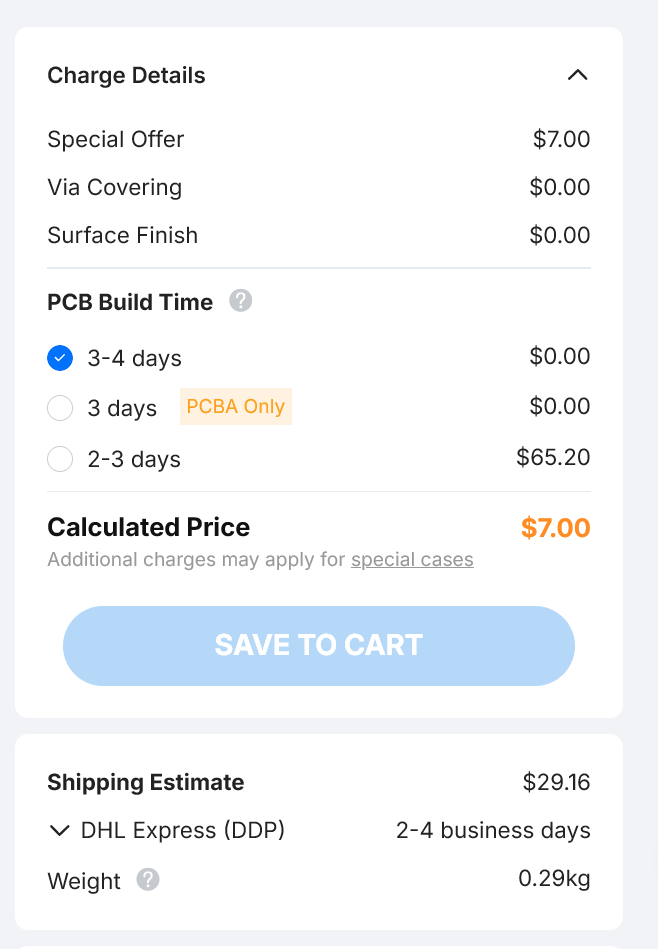 Charge Details
Special Offer $7.00
Via Covering $0.00
Surface Finish $0.00
PCB Build Time ?
3-4 days $0.00
3 days PCBA Only $0.00
2-3 days $65.20
Calculated Price $7.00
Additional charges may apply for special cases
SAVE TO CART
Shipping Estimate $29.16
DHL Express (DDP) 2-4 business days
Weight ? 0.29kg